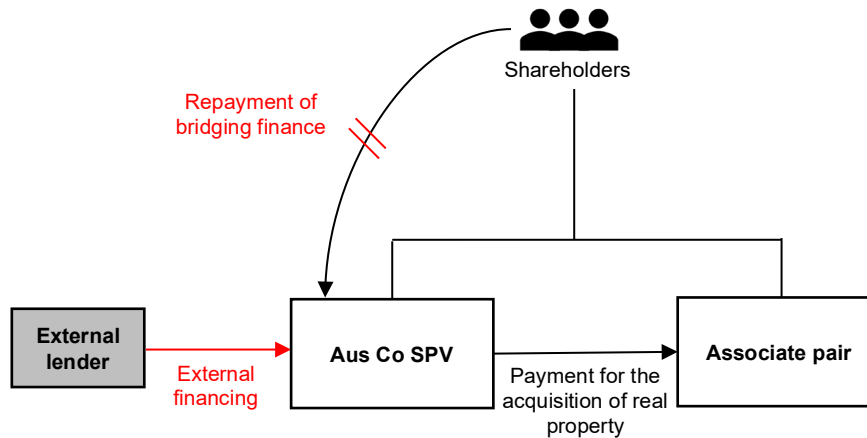 Shareholders
Repayment of
bridging finance
External
lender
External
financing
Aus Co SPV
Payment for the
acquisition of real
property
Associate pair